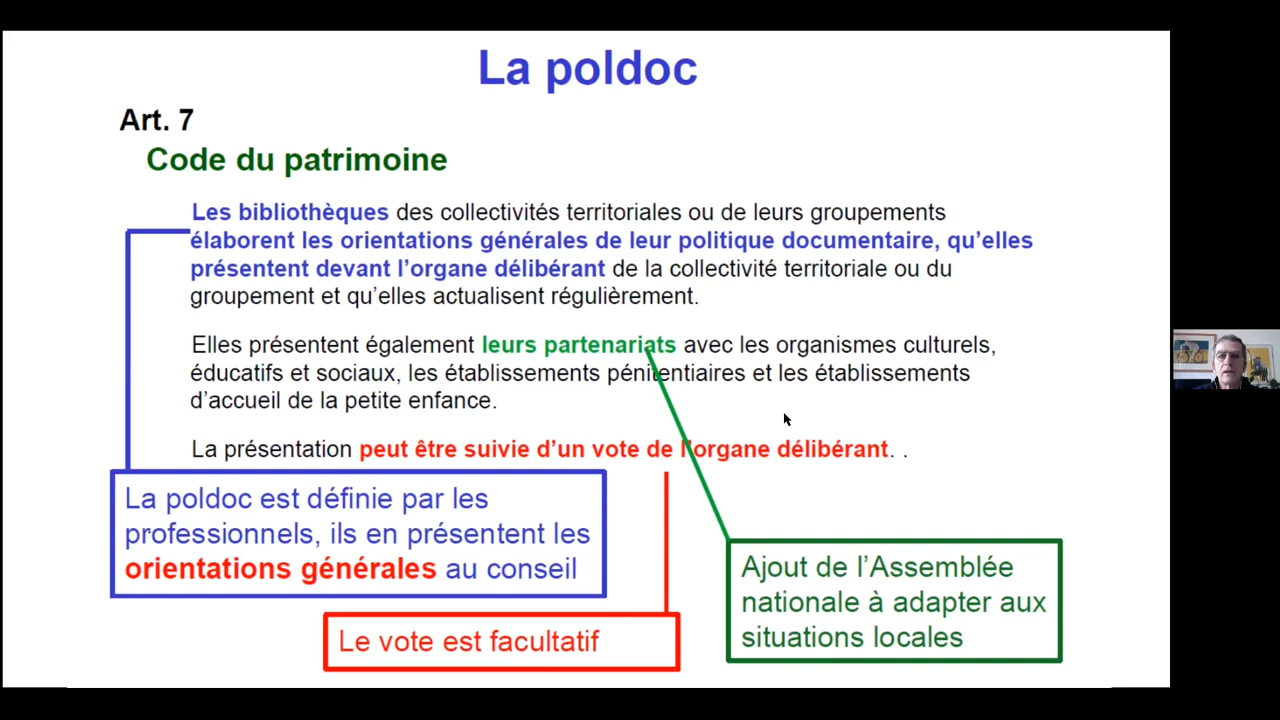 La poldoc
Art. 7
Code du patrimoine
Les bibliothèques des collectivités territoriales ou de leurs groupements
élaborent les orientations générales de leur politique documentaire, qu’elles
présentent devant l’organe délibérant de la collectivité territoriale ou du
groupement et qu’elles actualisent régulièrement.
Elles présentent également leurs partenariats avec les organismes culturels,
éducatifs et sociaux, les établissements pénitentiaires et les établissements
d’accueil de la petite enfance.
La présentation peut être suivie d’un vote de l’organe délibérant. .
La poldoc est définie par les
professionnels, ils en présentent les
orientations générales au conseil
Le vote est facultatif
Ajout de l’Assemblée
nationale à adapter aux
situations locales